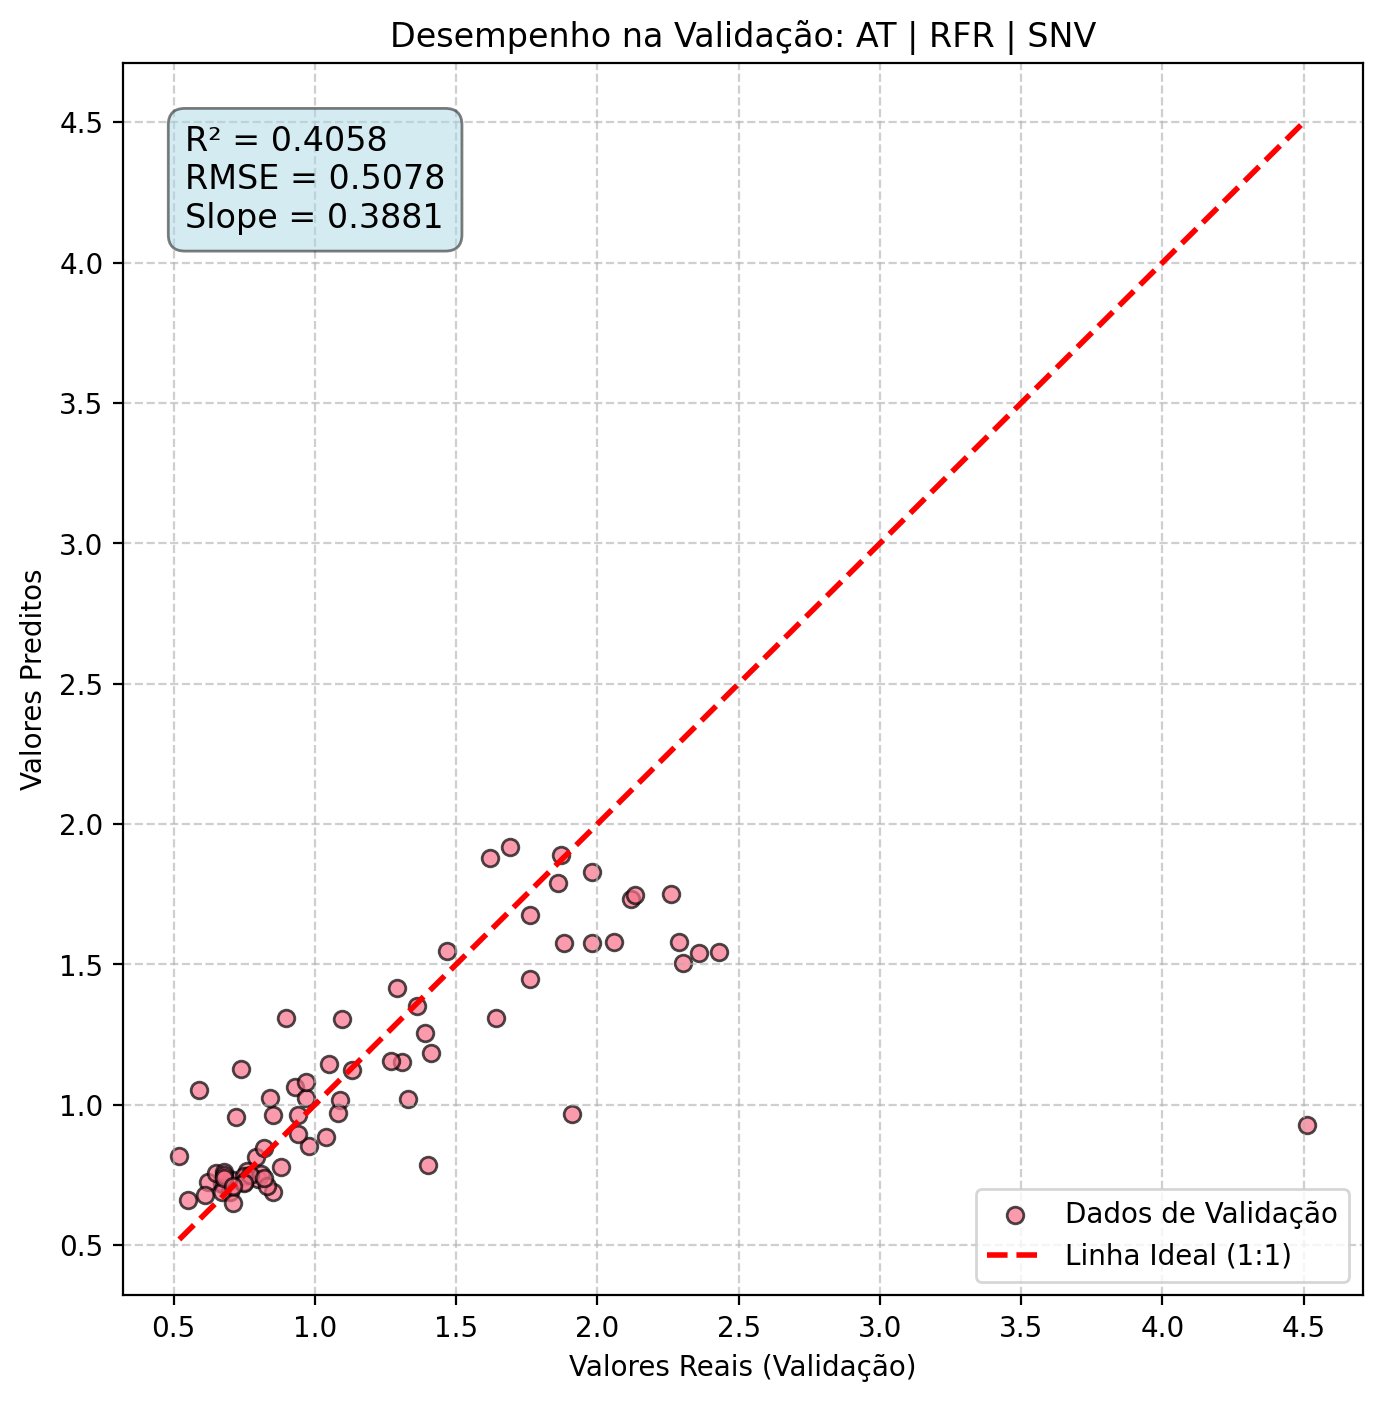 Desempenho na Validação: AT | RFR | SNV
R² = 0.4058
RMSE = 0.5078
Slope = 0.3881
Valores Preditos
4.5
4.0
3.5
3.0
2.5
2.0
1.5
1.0
0.5
Dados de Validação
Linha Ideal (1:1)
0.5 1.0 1.5 2.0 2.5 3.0 3.5 4.0 4.5
Valores Reais (Validação)